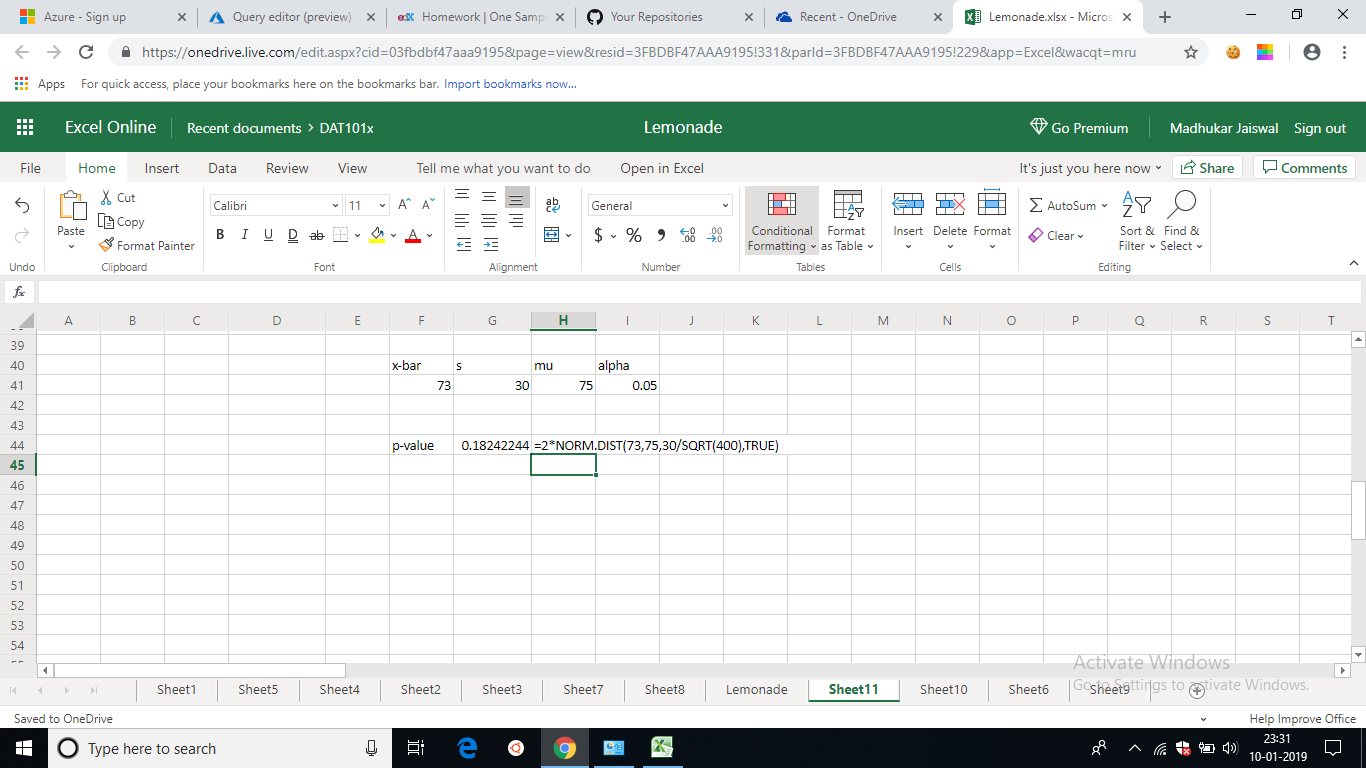 Azure - Sign up
Query editor (preview) -
edX Homework | One Sampl
Your Repositories
Recent - OneDrive
Lemonade.xlsx - Micros
https://onedrive.live.com/edit.aspx?cid=03fbdbf47aaa9195&page=view&resid=3FBDBF47AAA9195!331&parId=3FBDBF47AAA9195!229&app=Excel&wacqt=mru
Apps For quick access, place your bookmarks here on the bookmarks bar. Import bookmarks now...
Excel Online Recent documents > DAT101x Lemonade Go Premium Madhukar Jaiswal Sign out
File Home Insert Data Review View Tell me what you want to do Open in Excel It's just you here now Share Comments
Cut
Copy
Format Painter
Paste
Calibri 11
B I U D ab A
General
$ % 9 .00
Conditional Formatting
Format as Table
Insert Delete Format
AutoSum
Clear
Sort & Filter
Find & Select
Undo Clipboard Font Alignment Number Tables Cells Editing
fx
A B C D E F G H I J K L M N O P Q R S T
39
40 x-bar s mu alpha
41 73 30 75 0.05
42
43
44 p-value 0.18242244 =2*NORM.DIST(73,75,30/SQRT(400),TRUE)
45
46
47
48
49
50
51
52
53
54
Activate Windows
Go to Settings to activate Windows.
Sheet1 Sheet5 Sheet4 Sheet2 Sheet3 Sheet7 Sheet8 Lemonade Sheet11 Sheet10 Sheet6 Sheet9
Saved to OneDrive Help Improve Office
Type here to search
23:31
10-01-2019